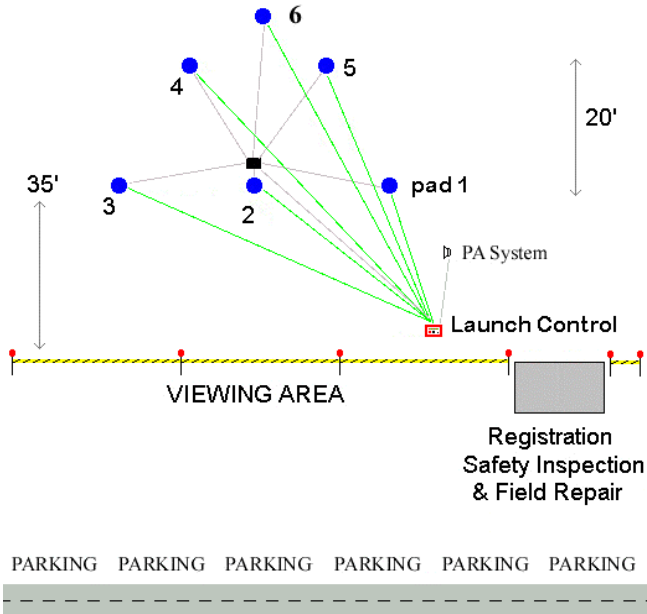 6
5
4
20'
35'
pad 1
3
2
PA System
Launch Control
VIEWING AREA
Registration
Safety Inspection
& Field Repair
PARKING PARKING PARKING PARKING PARKING PARKING